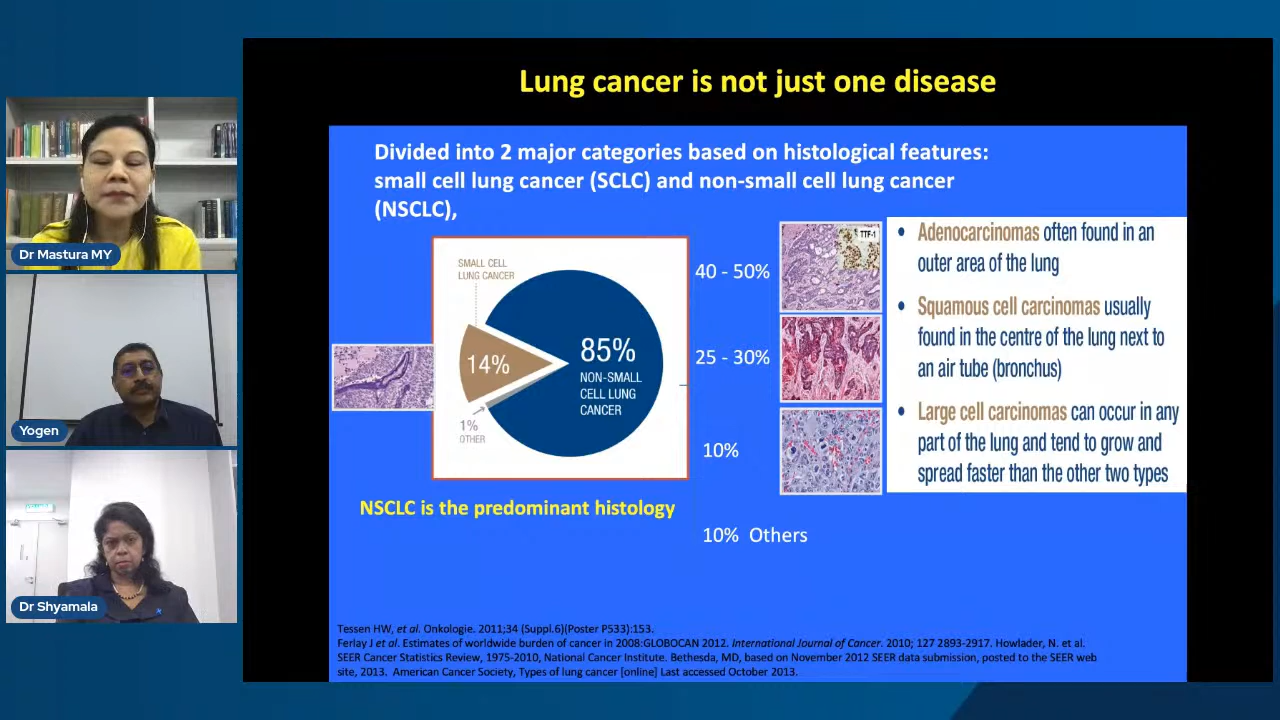 Lung cancer is not just one disease
Divided into 2 major categories based on histological features:
small cell lung cancer (SCLC) and non-small cell lung cancer
(NSCLC),
SMALL CELL
LUNG CANCER
14%
85%
NON-SMALL
CELL LUNG
CANCER
1%
OTHER
NSCLC is the predominant histology
40 - 50%
25 - 30%
10%
10% Others
TTF-1
• Adenocarcinomas often found in an
outer area of the lung
• Squamous cell carcinomas usually
found in the centre of the lung next to
an air tube (bronchus)
• Large cell carcinomas can occur in any
part of the lung and tend to grow and
spread faster than the other two types
Tessen HW, et al. Onkologie. 2011;34 (Suppl.6)(Poster P533):153.
Ferlay J et al. Estimates of worldwide burden of cancer in 2008:GLOBOCAN 2012. International Journal of Cancer. 2010; 127 2893-2917. Howlader, N. et al.
SEER Cancer Statistics Review, 1975-2010, National Cancer Institute. Bethesda, MD, based on November 2012 SEER data submission, posted to the SEER web
site, 2013. American Cancer Society, Types of lung cancer [online] Last accessed October 2013.
Dr Mastura MY
Yogen
Dr Shyamala